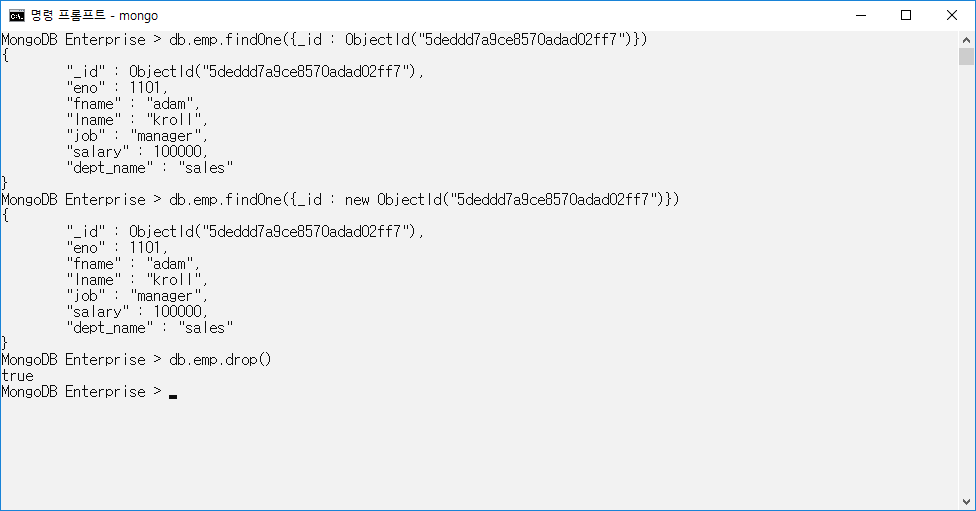 명령 프롬프트 - mongo
MongoDB Enterprise > db.emp.findOne({_id : ObjectId("5deddd7a9ce8570adad02ff7")})
{
        "_id" : ObjectId("5deddd7a9ce8570adad02ff7"),
        "eno" : 1101,
        "fname" : "adam",
        "lname" : "kroll",
        "job" : "manager",
        "salary" : 100000,
        "dept_name" : "sales"
}
MongoDB Enterprise > db.emp.findOne({_id : new ObjectId("5deddd7a9ce8570adad02ff7")})
{
        "_id" : ObjectId("5deddd7a9ce8570adad02ff7"),
        "eno" : 1101,
        "fname" : "adam",
        "lname" : "kroll",
        "job" : "manager",
        "salary" : 100000,
        "dept_name" : "sales"
}
MongoDB Enterprise > db.emp.drop()
true
MongoDB Enterprise >